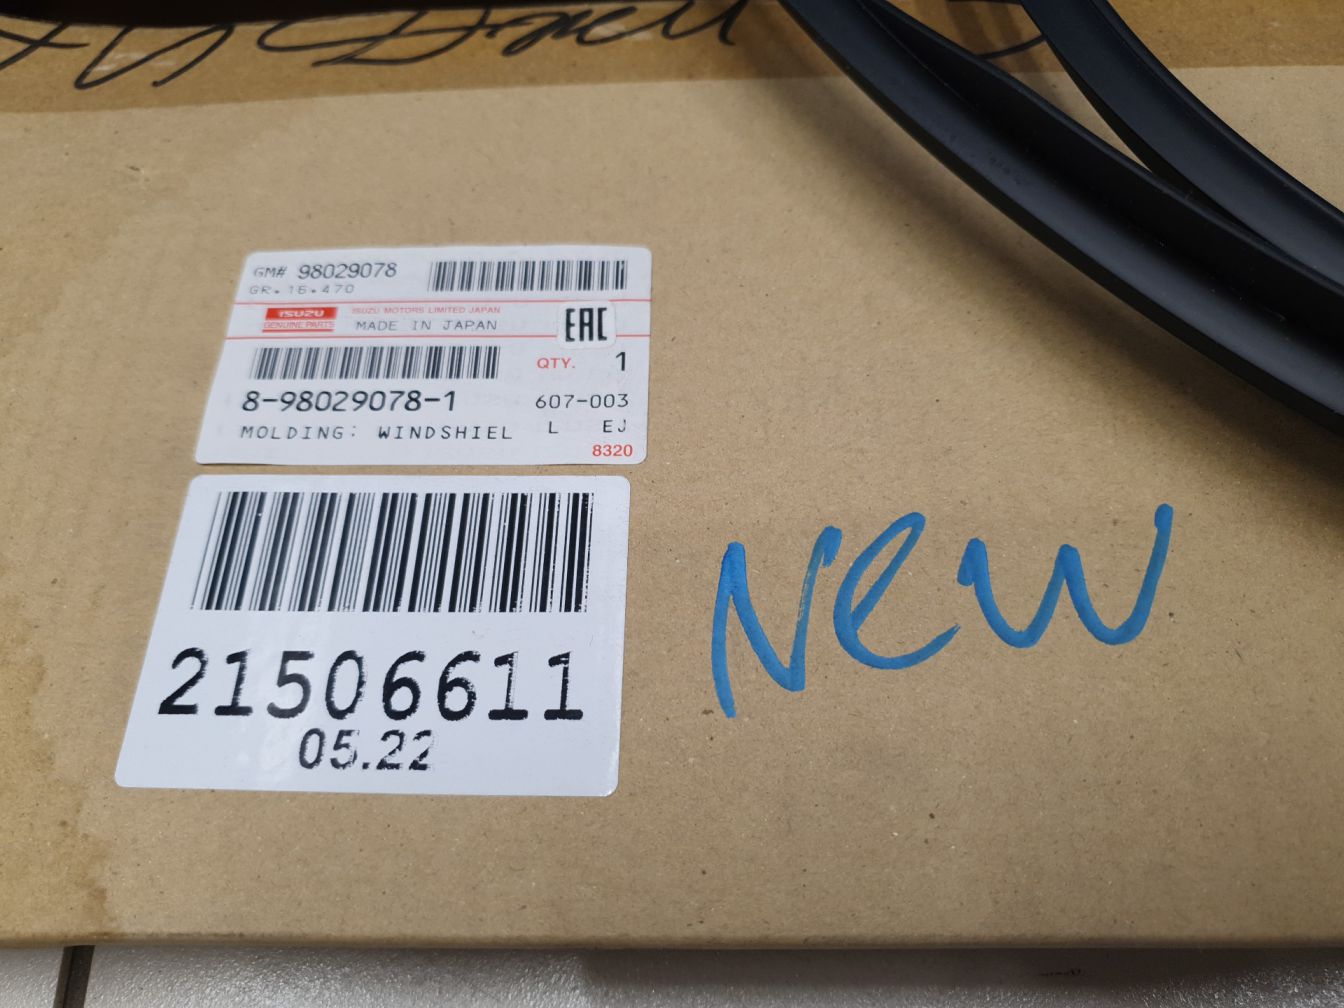 GM# 98029078
GR. 16.470
ISUZU
GENUINE PARTS
ISUZU MOTORS LIMITED JAPAN
MADE IN JAPAN
EAC
QTY. 1
8-98029078-1 607-003
MOLDING: WINDSHIEL L EJ
8320
21506611
05.22
New